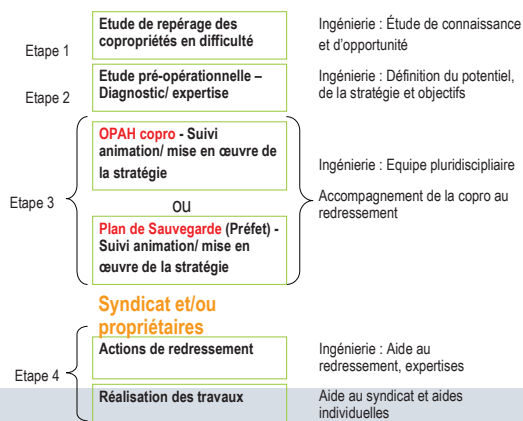 Etape 1
Etude de repérage des
copropriétés en difficulté
Ingénierie : Étude de connaissance
et d'opportunité
Etape 2
Etude pré-opérationnelle –
Diagnostic/ expertise
Ingénierie : Définition du potentiel,
de la stratégie et objectifs
Etape 3
OPAH copro - Suivi
animation/ mise en œuvre de
la stratégie
ou
Plan de Sauvegarde (Préfet) -
Suivi animation/ mise en
œuvre de la stratégie
Ingénierie : Equipe pluridiscipliaire
Accompagnement de la copro au
redressement
Syndicat et/ou
propriétaires
Etape 4
Actions de redressement
Ingénierie : Aide au
redressement, expertises
Réalisation des travaux
Aide au syndicat et aides
individuelles